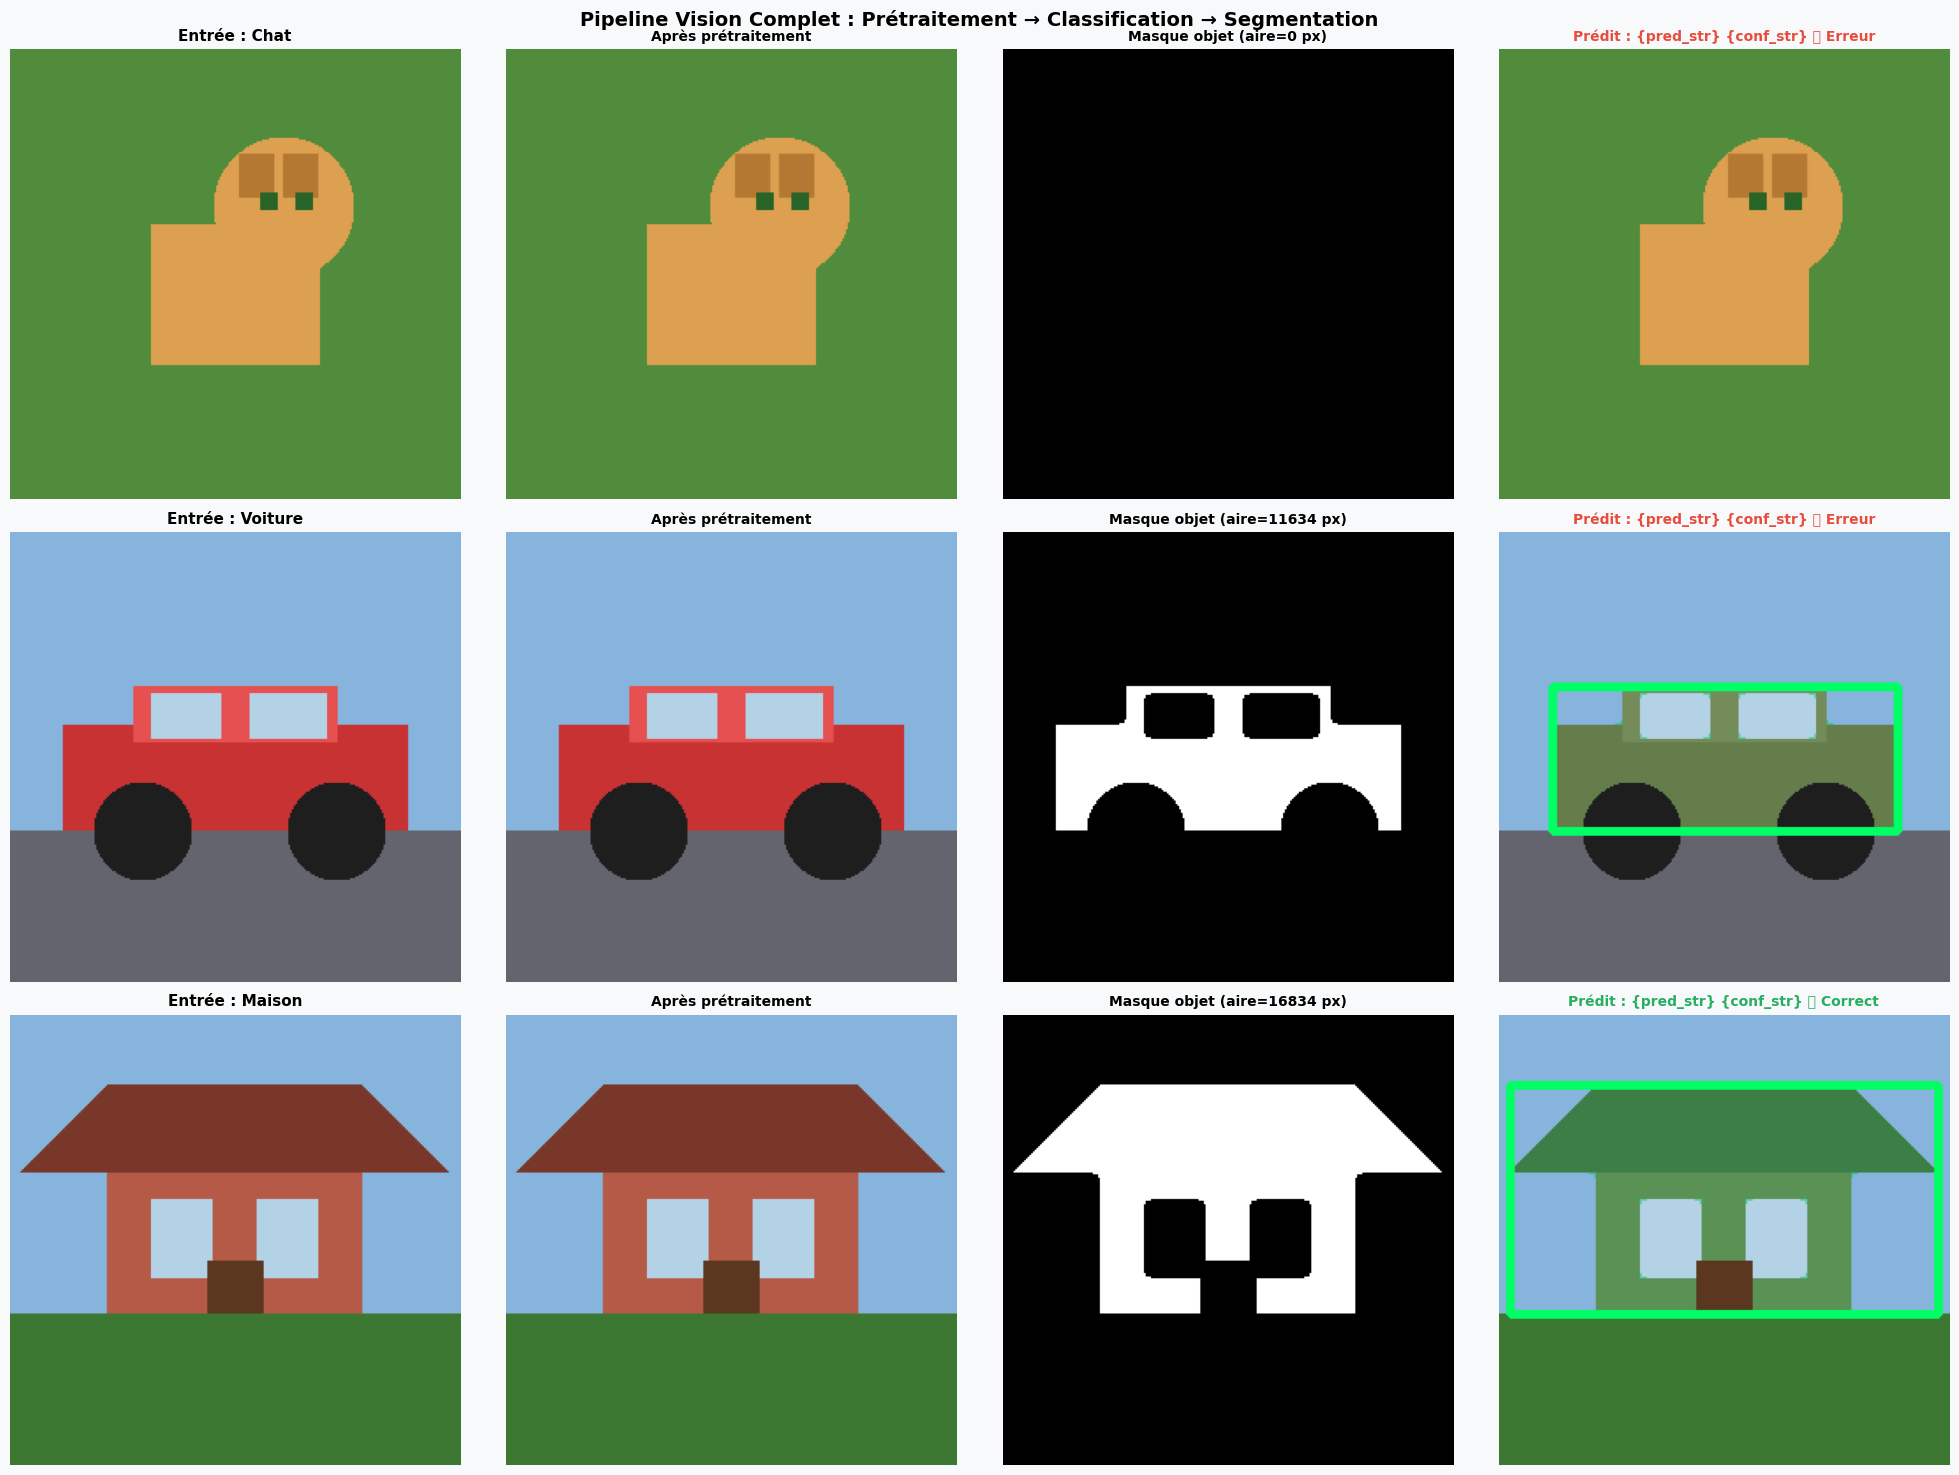 Pipeline Vision Complet : Prétraitement → Classification → Segmentation
Entrée : Chat
Après prétraitement
Masque objet (aire=0 px)
Prédit : {pred_str} {conf_str} ▯ Erreur
Entrée : Voiture
Après prétraitement
Masque objet (aire=11634 px)
Prédit : {pred_str} {conf_str} ▯ Erreur
Entrée : Maison
Après prétraitement
Masque objet (aire=16834 px)
Prédit : {pred_str} {conf_str} ▯ Correct